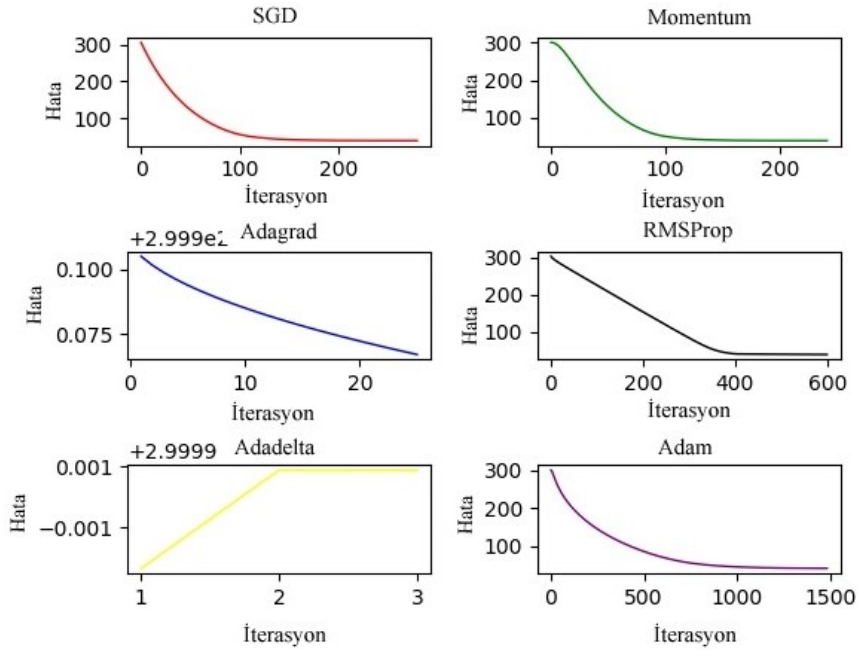 SGD
Momentum
300
200
100
Hata
0 100 200
İterasyon
300
200
100
Hata
0 100 200
İterasyon
+2.999e2 Adagrad
RMSProp
0.100
0.075
Hata
0 10 20
İterasyon
300
200
100
Hata
0 200 400 600
İterasyon
+2.9999 Adadelta
Adam
0.001
−0.001
Hata
1 2 3
İterasyon
300
200
100
Hata
0 500 1000 1500
İterasyon